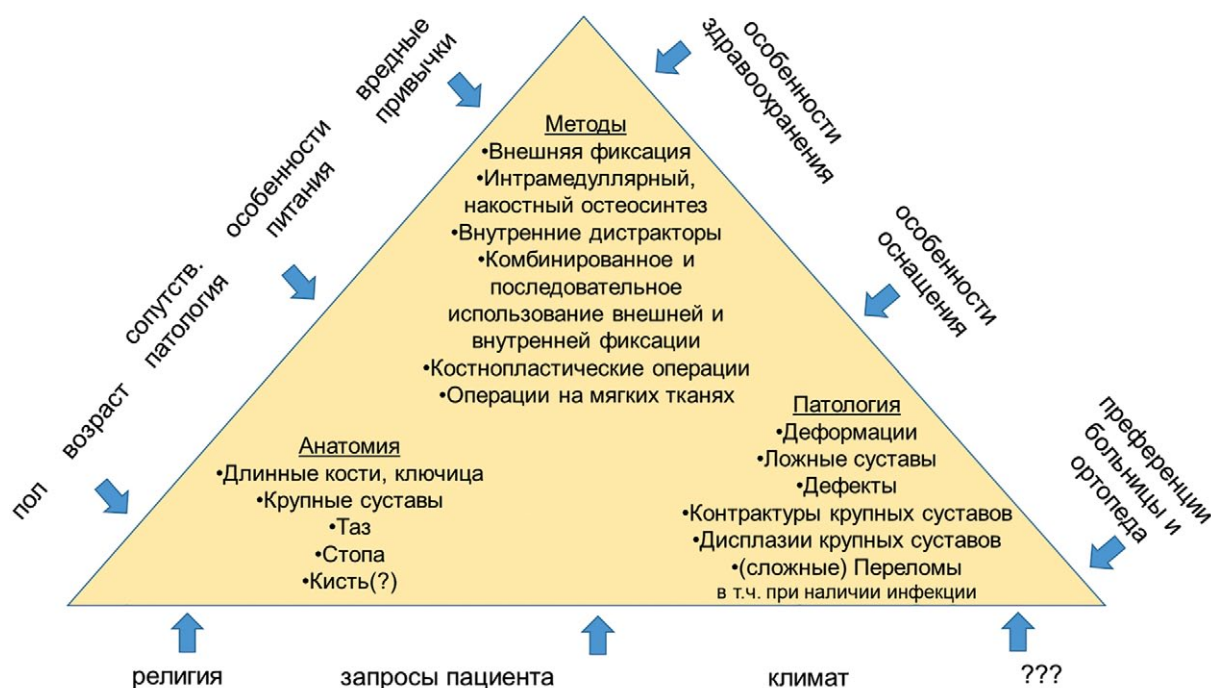 вредные
привычки
особенности
питания
сопутств.
патология
возраст
пол
особенности
здравоохранения
особенности
оснащения
преференции
больницы и
ортопеда
Методы
•Внешняя фиксация
•Интрамедуллярный,
накостный остеосинтез
•Внутренние дистракторы
•Комбинированное и
последовательное
использование внешней и
внутренней фиксации
•Костнопластические операции
•Операции на мягких тканях
Анатомия
•Длинные кости, ключица
•Крупные суставы
•Таз
•Стопа
•Кисть(?)
Патология
•Деформации
•Ложные суставы
•Дефекты
•Контрактуры крупных суставов
•Дисплазии крупных суставов
•(сложные) Переломы
в т.ч. при наличии инфекции
религия запросы пациента климат ???